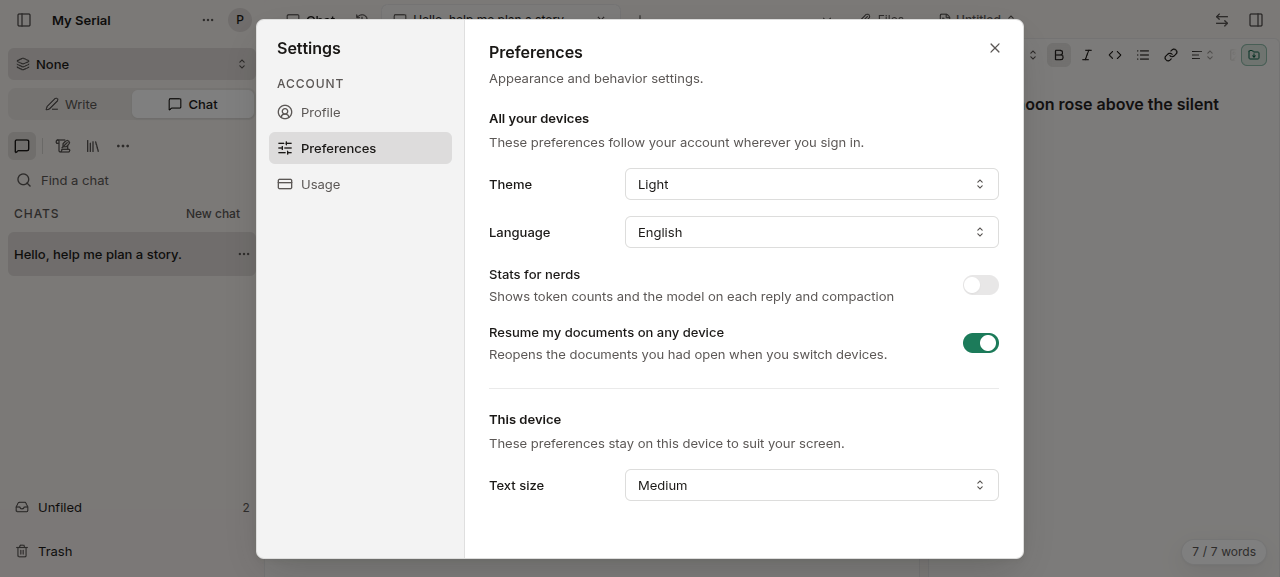 My Serial
P
None
Write
Chat
Find a chat
CHATS
New chat
Hello, help me plan a story.
Unfiled
2
Trash
Settings
ACCOUNT
Profile
Preferences
Usage
Preferences
Appearance and behavior settings.
All your devices
These preferences follow your account wherever you sign in.
Theme
Light
Language
English
Stats for nerds
Shows token counts and the model on each reply and compaction
Resume my documents on any device
Reopens the documents you had open when you switch devices.
This device
These preferences stay on this device to suit your screen.
Text size
Medium
B
I
rose above the silent
7 / 7 words